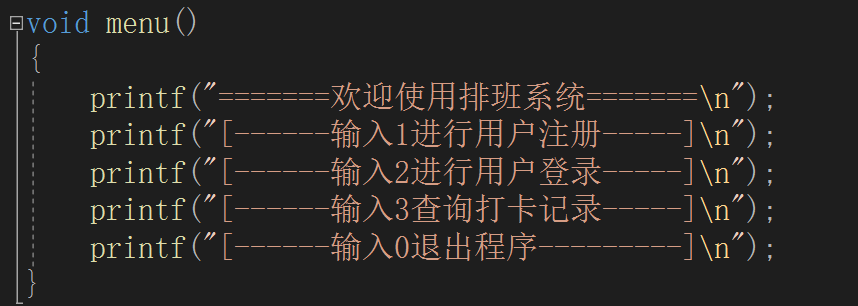 void menu()
{
printf("=======欢迎使用排班系统=======\n");
printf("[------输入1进行用户注册-----]\n");
printf("[------输入2进行用户登录-----]\n");
printf("[------输入3查询打卡记录-----]\n");
printf("[------输入0退出程序---------]\n");
}